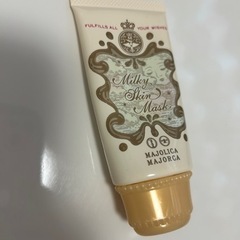 FULFILLS ALL YOUR WISHES
Milky
Skin
Mask
MAJOLICA
MAJORCA